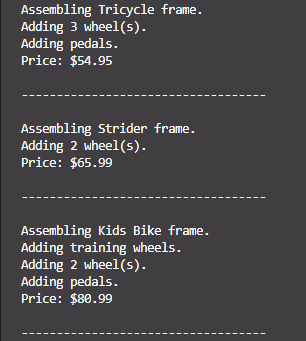 Assembling Tricycle frame.
Adding 3 wheel(s).
Adding pedals.
Price: $54.95
-----------------------------------
Assembling Strider frame.
Adding 2 wheel(s).
Price: $65.99
-----------------------------------
Assembling Kids Bike frame.
Adding training wheels.
Adding 2 wheel(s).
Adding pedals.
Price: $80.99
-----------------------------------